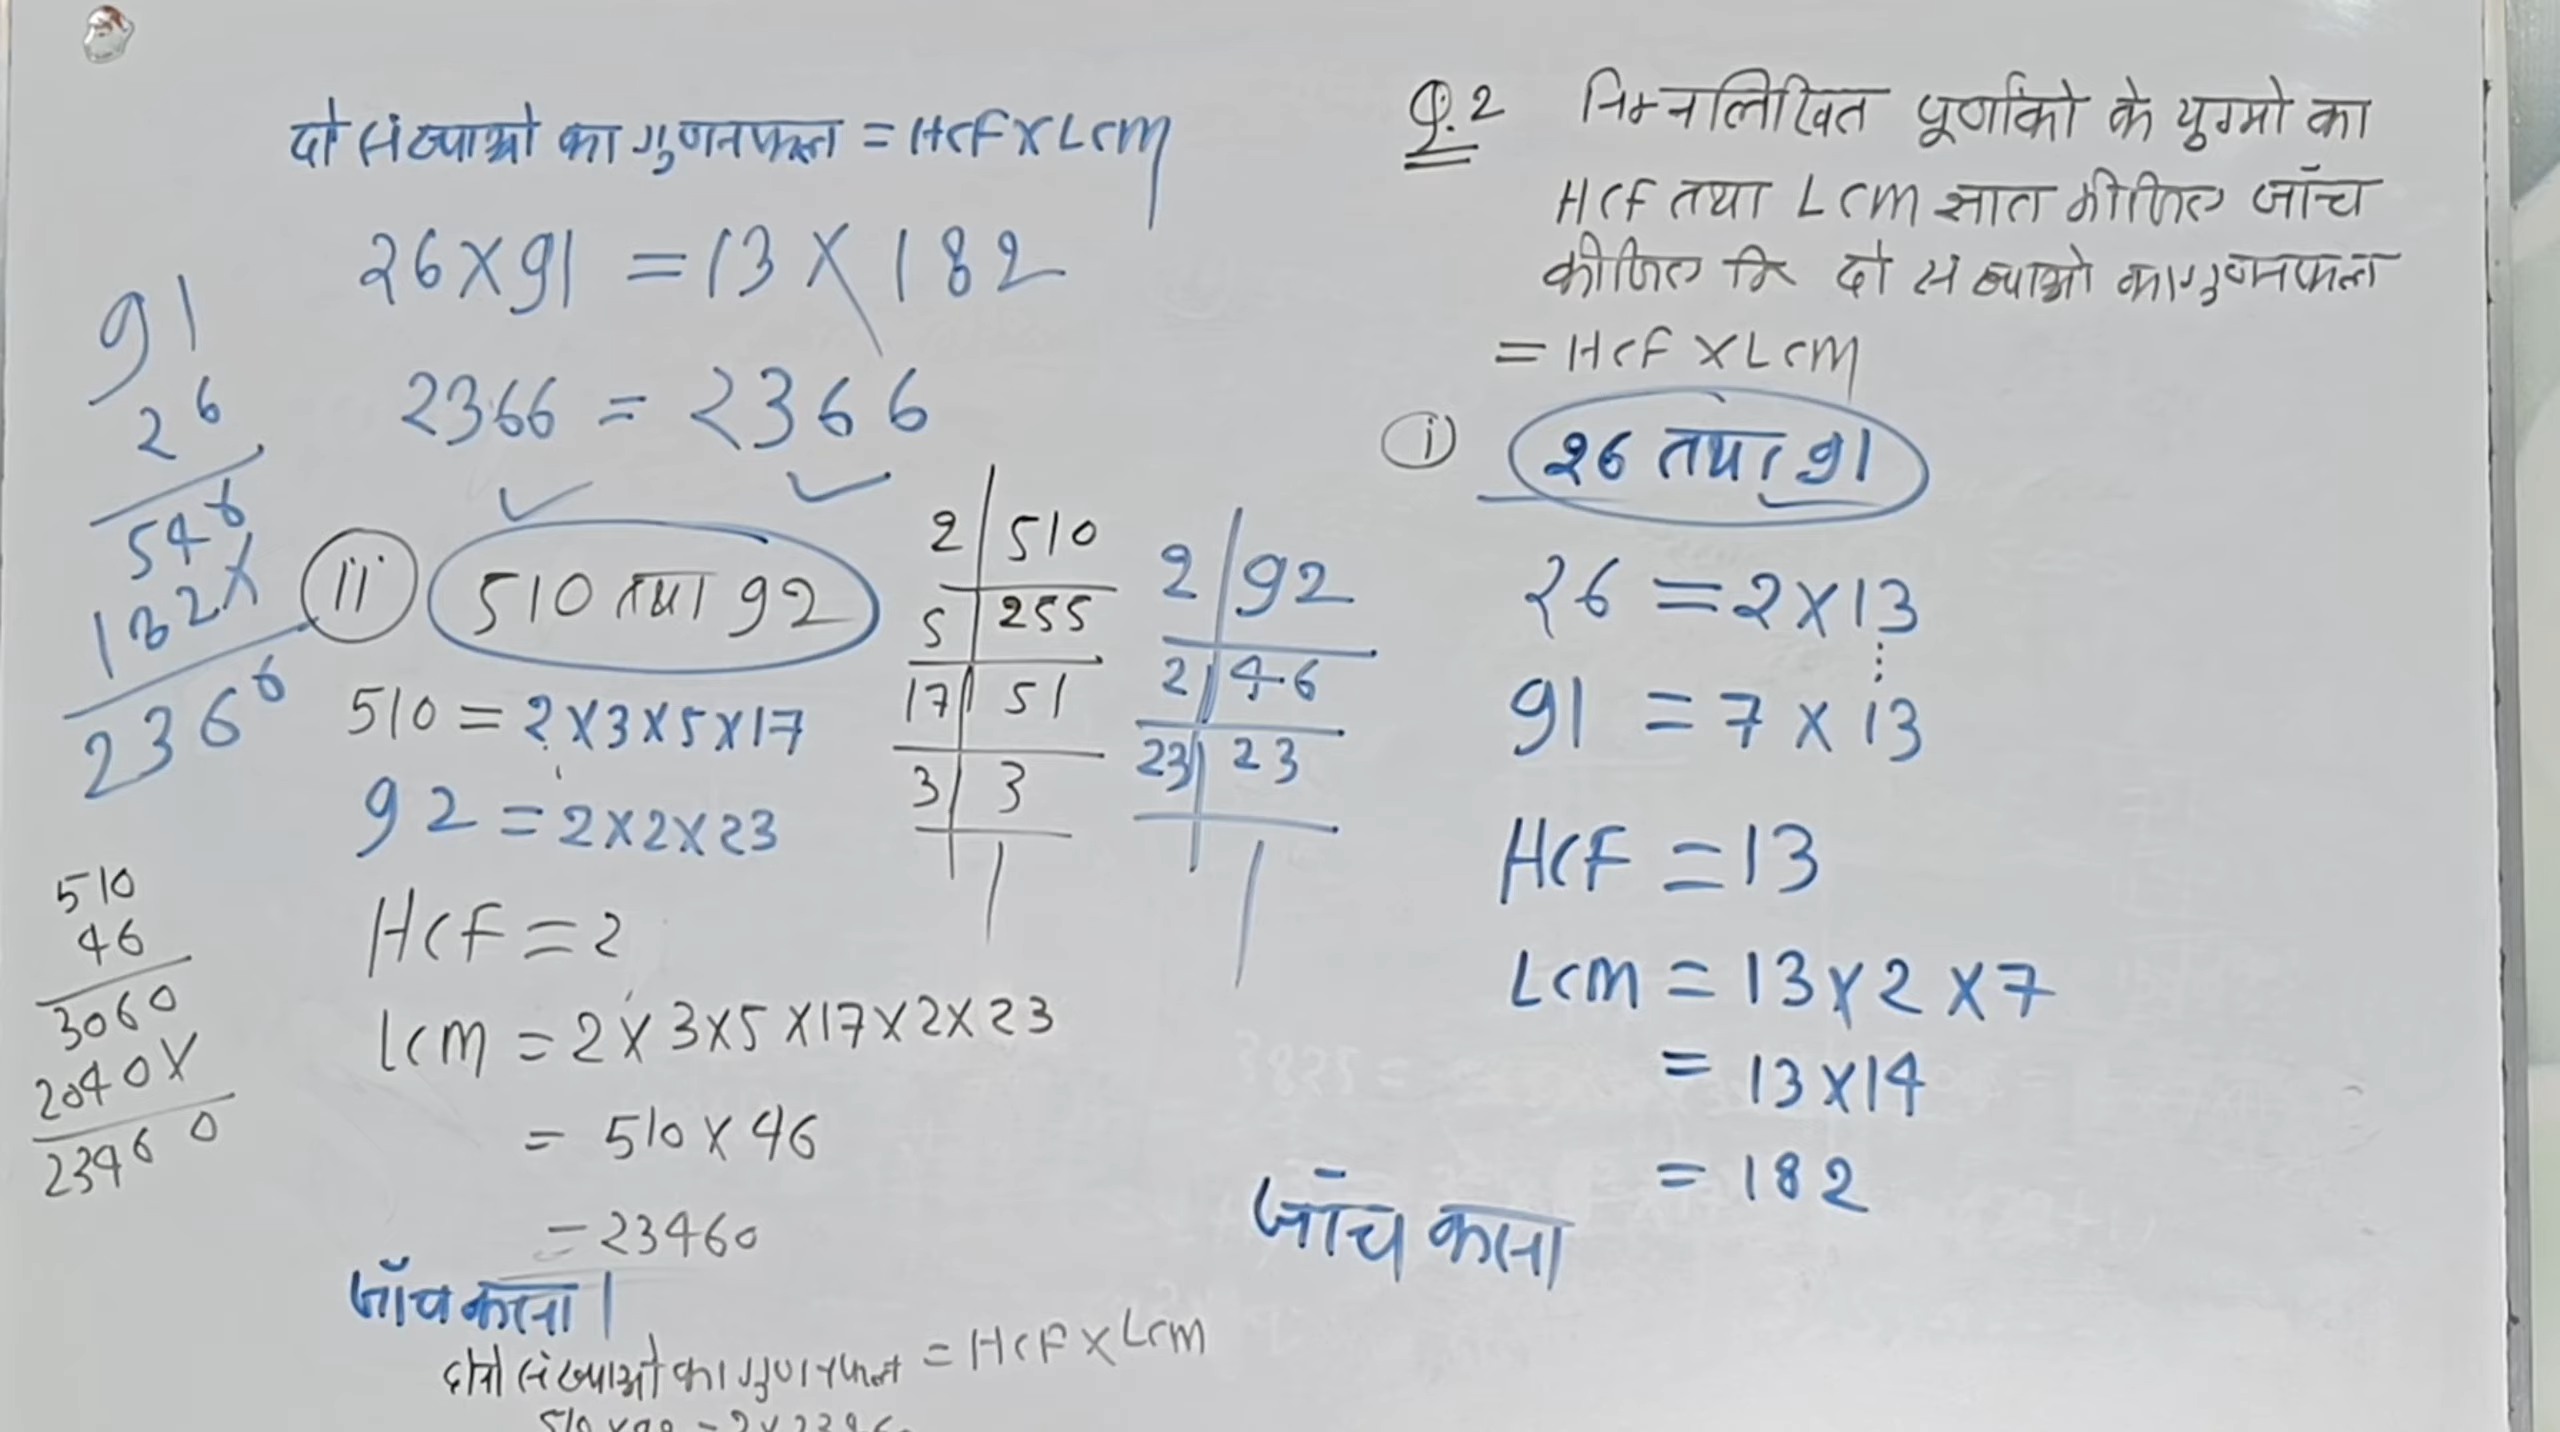 Q.2 निम्नलिखित पूर्णांको के युग्मो का
HCF तथा LCM ज्ञात कीजिए जाँच
कीजिए कि दो संख्याओ का गुणनफल
= HCF X LCM
i) 26 तथा 91
26 = 2 X 13
91 = 7 X 13
HCF = 13
LCM = 13 X 2 X 7
= 13 X 14
= 182
जाँच करना
दो संख्याओ का गुणनफल = HCF X LCM
26 X 91 = 13 X 182
2366 = 2366
91
26
546
182X
2366
ii 510 तथा 92
2 510
5 255
17 51
3 3
1
2 92
2 46
23 23
1
510 = 2 X 3 X 5 X 17
92 = 2 X 2 X 23
HCF = 2
LCM = 2 X 3 X 5 X 17 X 2 X 23
= 510 X 46
= 23460
510
46
3060
2040X
23460
जाँच करना।
दोनो संख्याओ का गुणनफल = HCF X LCM